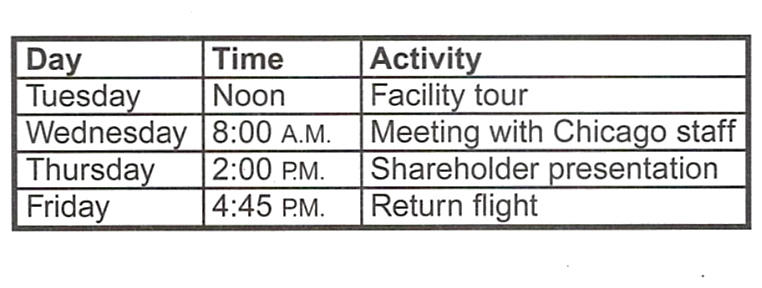 Day Time Activity
Tuesday Noon Facility tour
Wednesday 8:00 A.M. Meeting with Chicago staff
Thursday 2:00 P.M. Shareholder presentation
Friday 4:45 P.M. Return flight